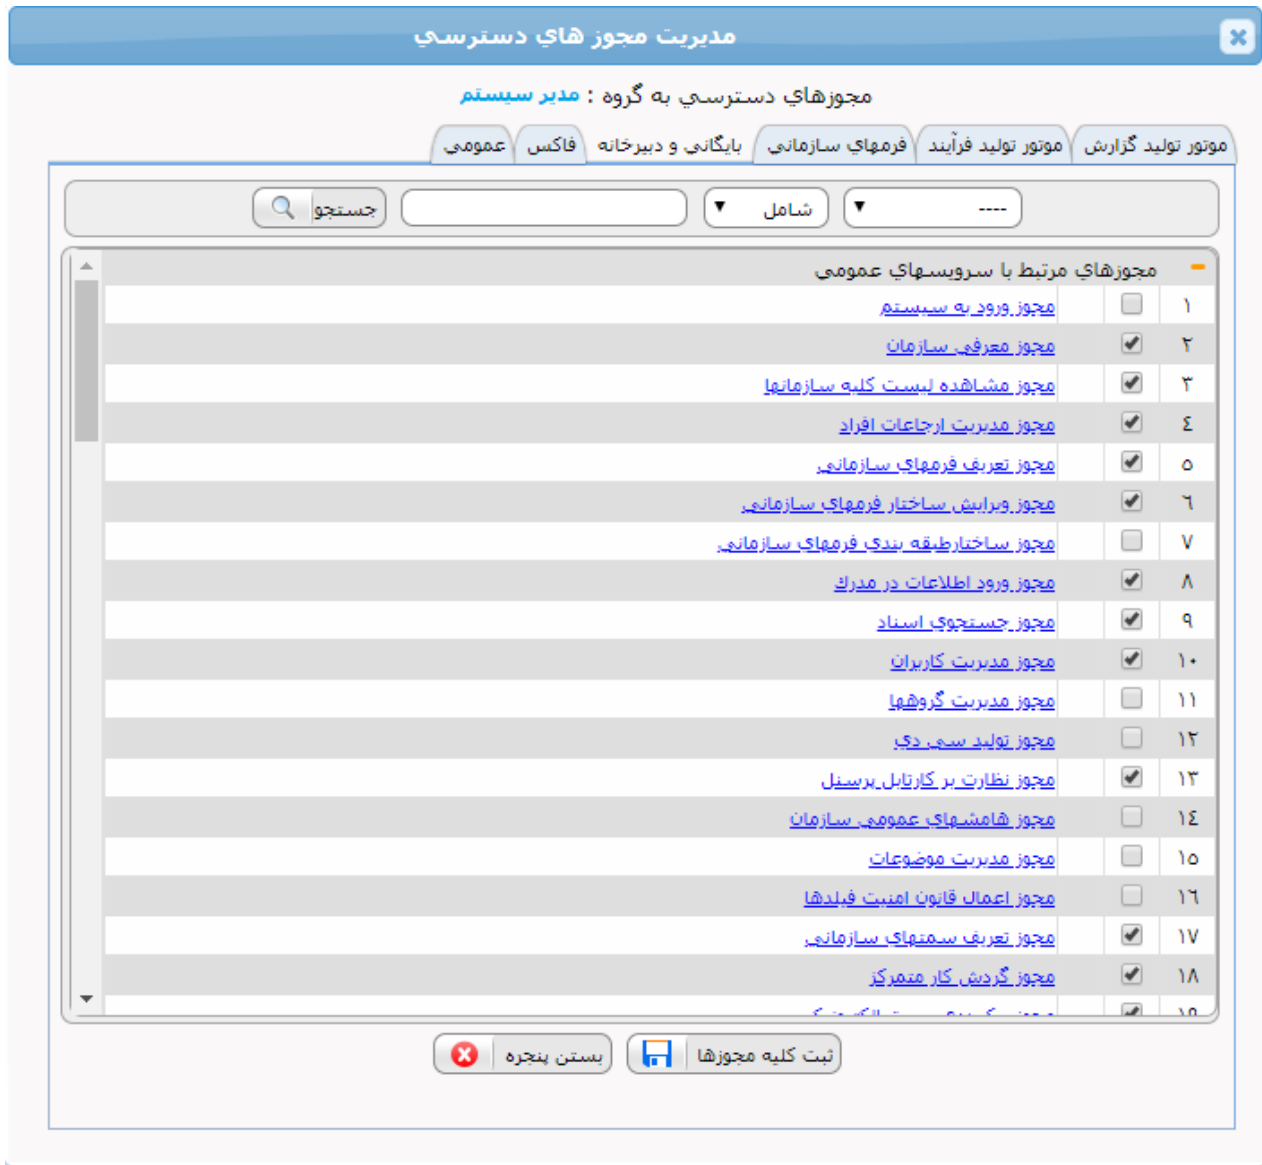 مديريت مجوز هاي دسترسي
مجوزهاي دسترسي به گروه : مدير سيستم
موتور توليد گزارش موتور توليد فرآيند فرمهاي سازماني بايگاني و دبيرخانه فاكس عمومي
---- شامل جستجو
مجوزهاي مرتبط با سرويسهاي عمومي
١ مجوز ورود به سيستم
٢ مجوز معرفي سازمان
٣ مجوز مشاهده ليست كليه سازمانها
٤ مجوز مديريت ارجاعات افراد
٥ مجوز تعريف فرمهاي سازماني
٦ مجوز ويرايش ساختار فرمهاي سازماني
٧ مجوز ساختارطبقه بندي فرمهاي سازماني
٨ مجوز ورود اطلاعات در مدرك
٩ مجوز جستجوي اسناد
١٠ مجوز مديريت كاربران
١١ مجوز مديريت گروهها
١٢ مجوز توليد سي دي
١٣ مجوز نظارت بر كارتابل پرسنل
١٤ مجوز هامشهاي عمومي سازمان
١٥ مجوز مديريت موضوعات
١٦ مجوز اعمال قانون امنيت فيلدها
١٧ مجوز تعريف سمتهاي سازماني
١٨ مجوز گردش كار متمركز
١٩ مجوز
ثبت كليه مجوزها بستن پنجره